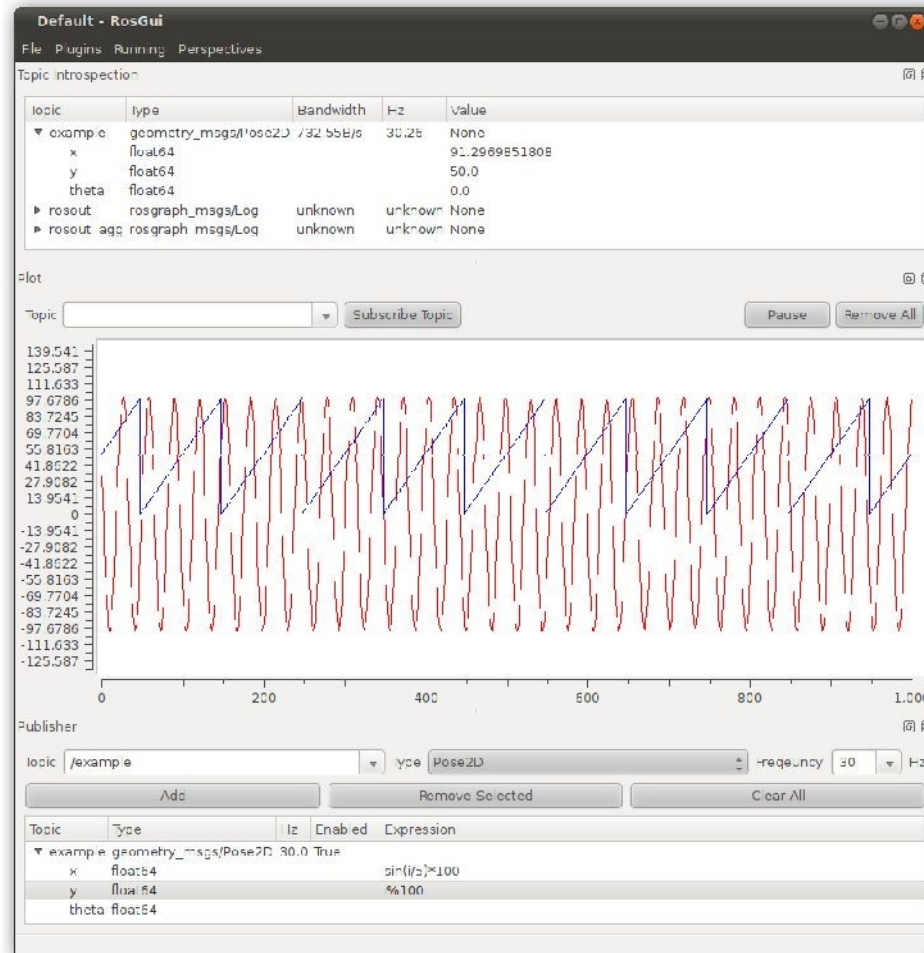 Default - RosGui
File Plugins Running Perspectives
Topic Introspection
Topic Type Bandwidth Hz Value
example geometry_msgs/Pose2D 732.55B/s 30.26 None
x float64 91.2969851808
y float64 50.0
theta float64 0.0
rosout rosgraph_msgs/Log unknown unknown None
rosout_agg rosgraph_msgs/Log unknown unknown None
Plot
Topic Subscribe Topic Pause Remove All
139.541
125.587
111.633
97.6786
83.7245
69.7704
55.8163
41.8622
27.9082
13.9541
0
-13.9541
-27.9082
-41.8622
-55.8163
-69.7704
-83.7245
-97.6786
-111.633
-125.587
0 200 400 600 800
Publisher
Topic /example Type Pose2D Freqeuncy 30 Hz
Add Remove Selected Clear All
Topic Type Hz Enabled Expression
example geometry_msgs/Pose2D 30.0 True
x float64 sin(i/5)*100
y float64 i%100
theta float64